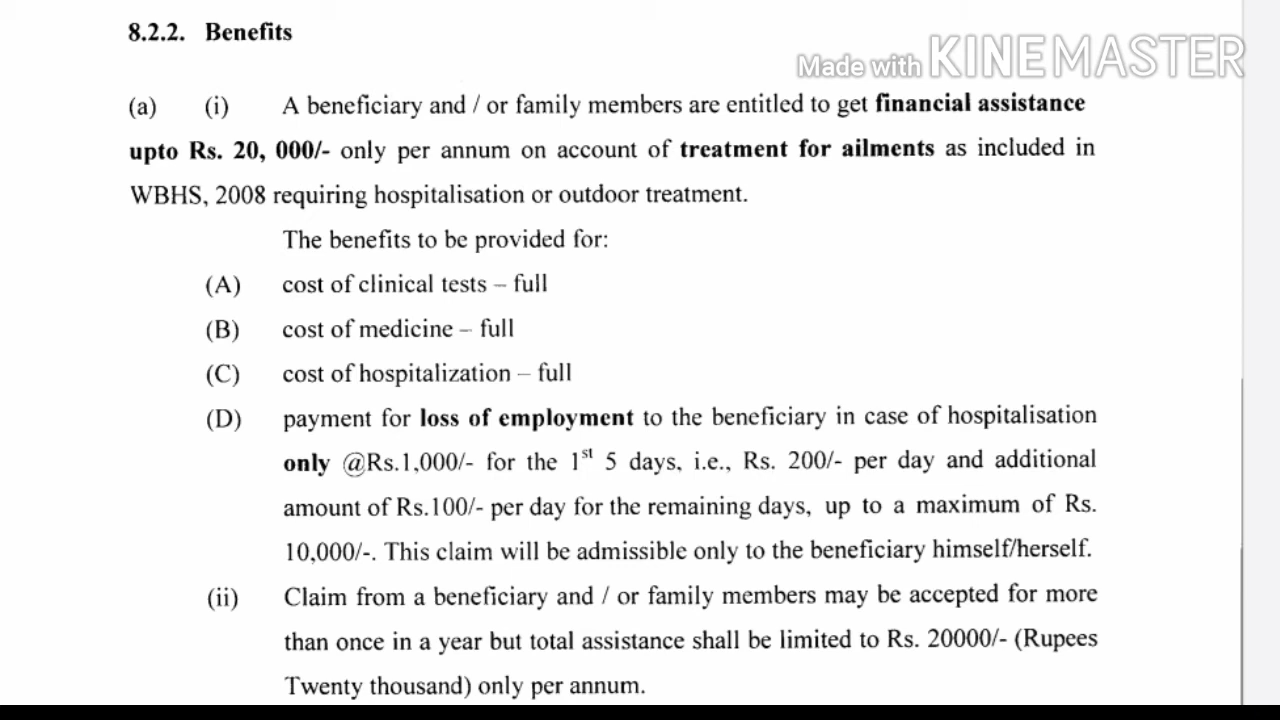 8.2.2. Benefits
Made with KINEMASTER
(a) (i) A beneficiary and / or family members are entitled to get financial assistance
upto Rs. 20, 000/- only per annum on account of treatment for ailments as included in
WBHS, 2008 requiring hospitalisation or outdoor treatment.
The benefits to be provided for:
(A) cost of clinical tests – full
(B) cost of medicine – full
(C) cost of hospitalization – full
(D) payment for loss of employment to the beneficiary in case of hospitalisation
only @Rs.1,000/- for the 1st 5 days, i.e., Rs. 200/- per day and additional
amount of Rs.100/- per day for the remaining days, up to a maximum of Rs.
10,000/-. This claim will be admissible only to the beneficiary himself/herself.
(ii) Claim from a beneficiary and / or family members may be accepted for more
than once in a year but total assistance shall be limited to Rs. 20000/- (Rupees
Twenty thousand) only per annum.